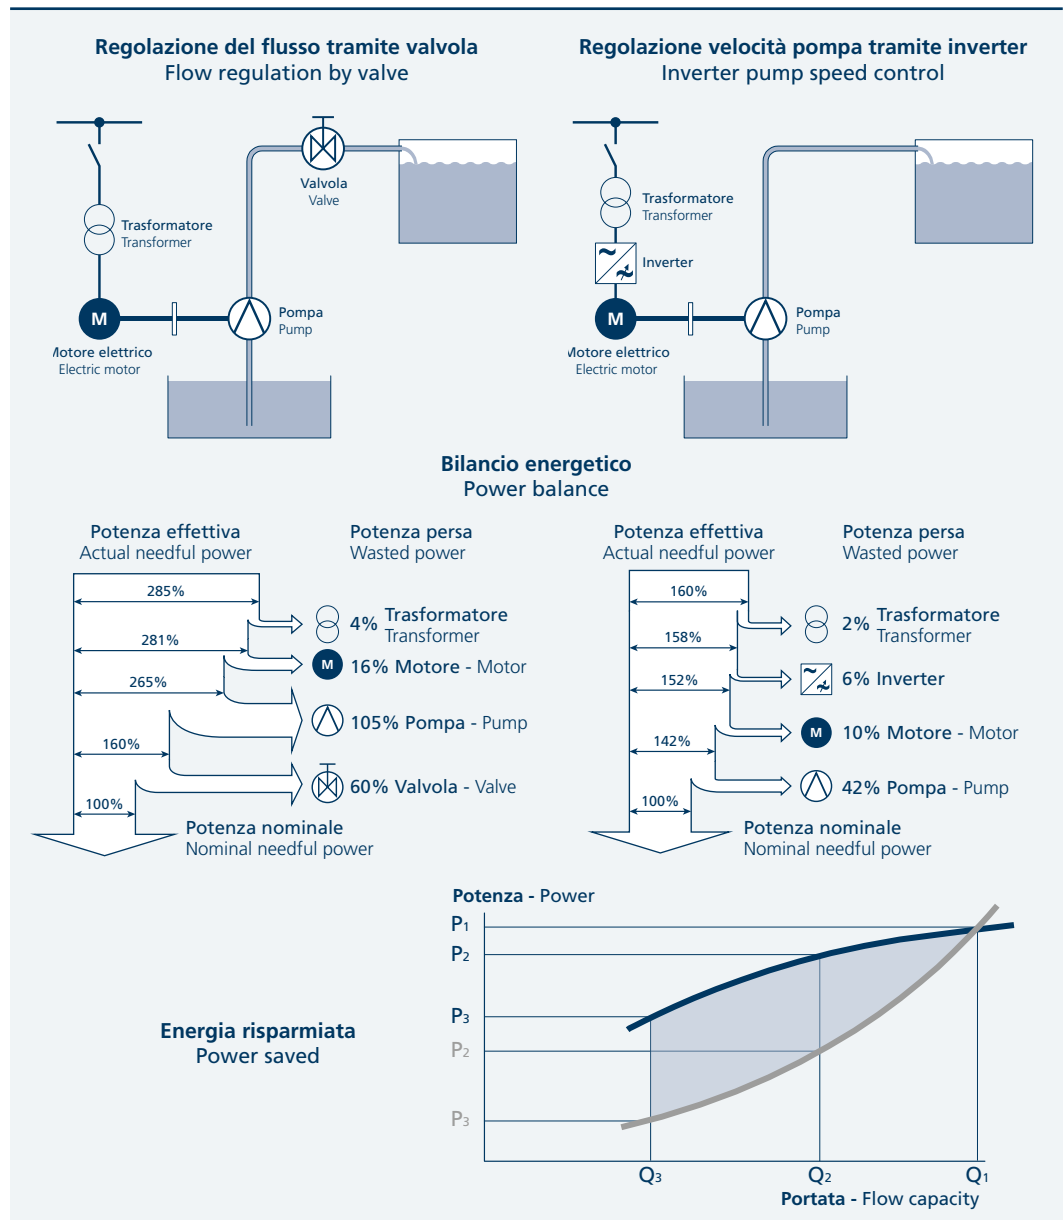 Regolazione del flusso tramite valvola
Flow regulation by valve
Valvola
Valve
Trasformatore
Transformer
M
Pompa
Pump
Motore elettrico
Electric motor
Regolazione velocità pompa tramite inverter
Inverter pump speed control
Trasformatore
Transformer
Inverter
M
Pompa
Pump
Motore elettrico
Electric motor
Bilancio energetico
Power balance
Potenza effettiva
Actual needful power
Potenza persa
Wasted power
285%
4% Trasformatore
Transformer
281%
M 16% Motore - Motor
265%
105% Pompa - Pump
160%
60% Valvola - Valve
100%
Potenza nominale
Nominal needful power
Potenza effettiva
Actual needful power
Potenza persa
Wasted power
160%
2% Trasformatore
Transformer
158%
6% Inverter
152%
M 10% Motore - Motor
142%
42% Pompa - Pump
100%
Potenza nominale
Nominal needful power
Energia risparmiata
Power saved
Potenza - Power
P1
P2
P3
P2
P3
Q3 Q2 Q1
Portata - Flow capacity